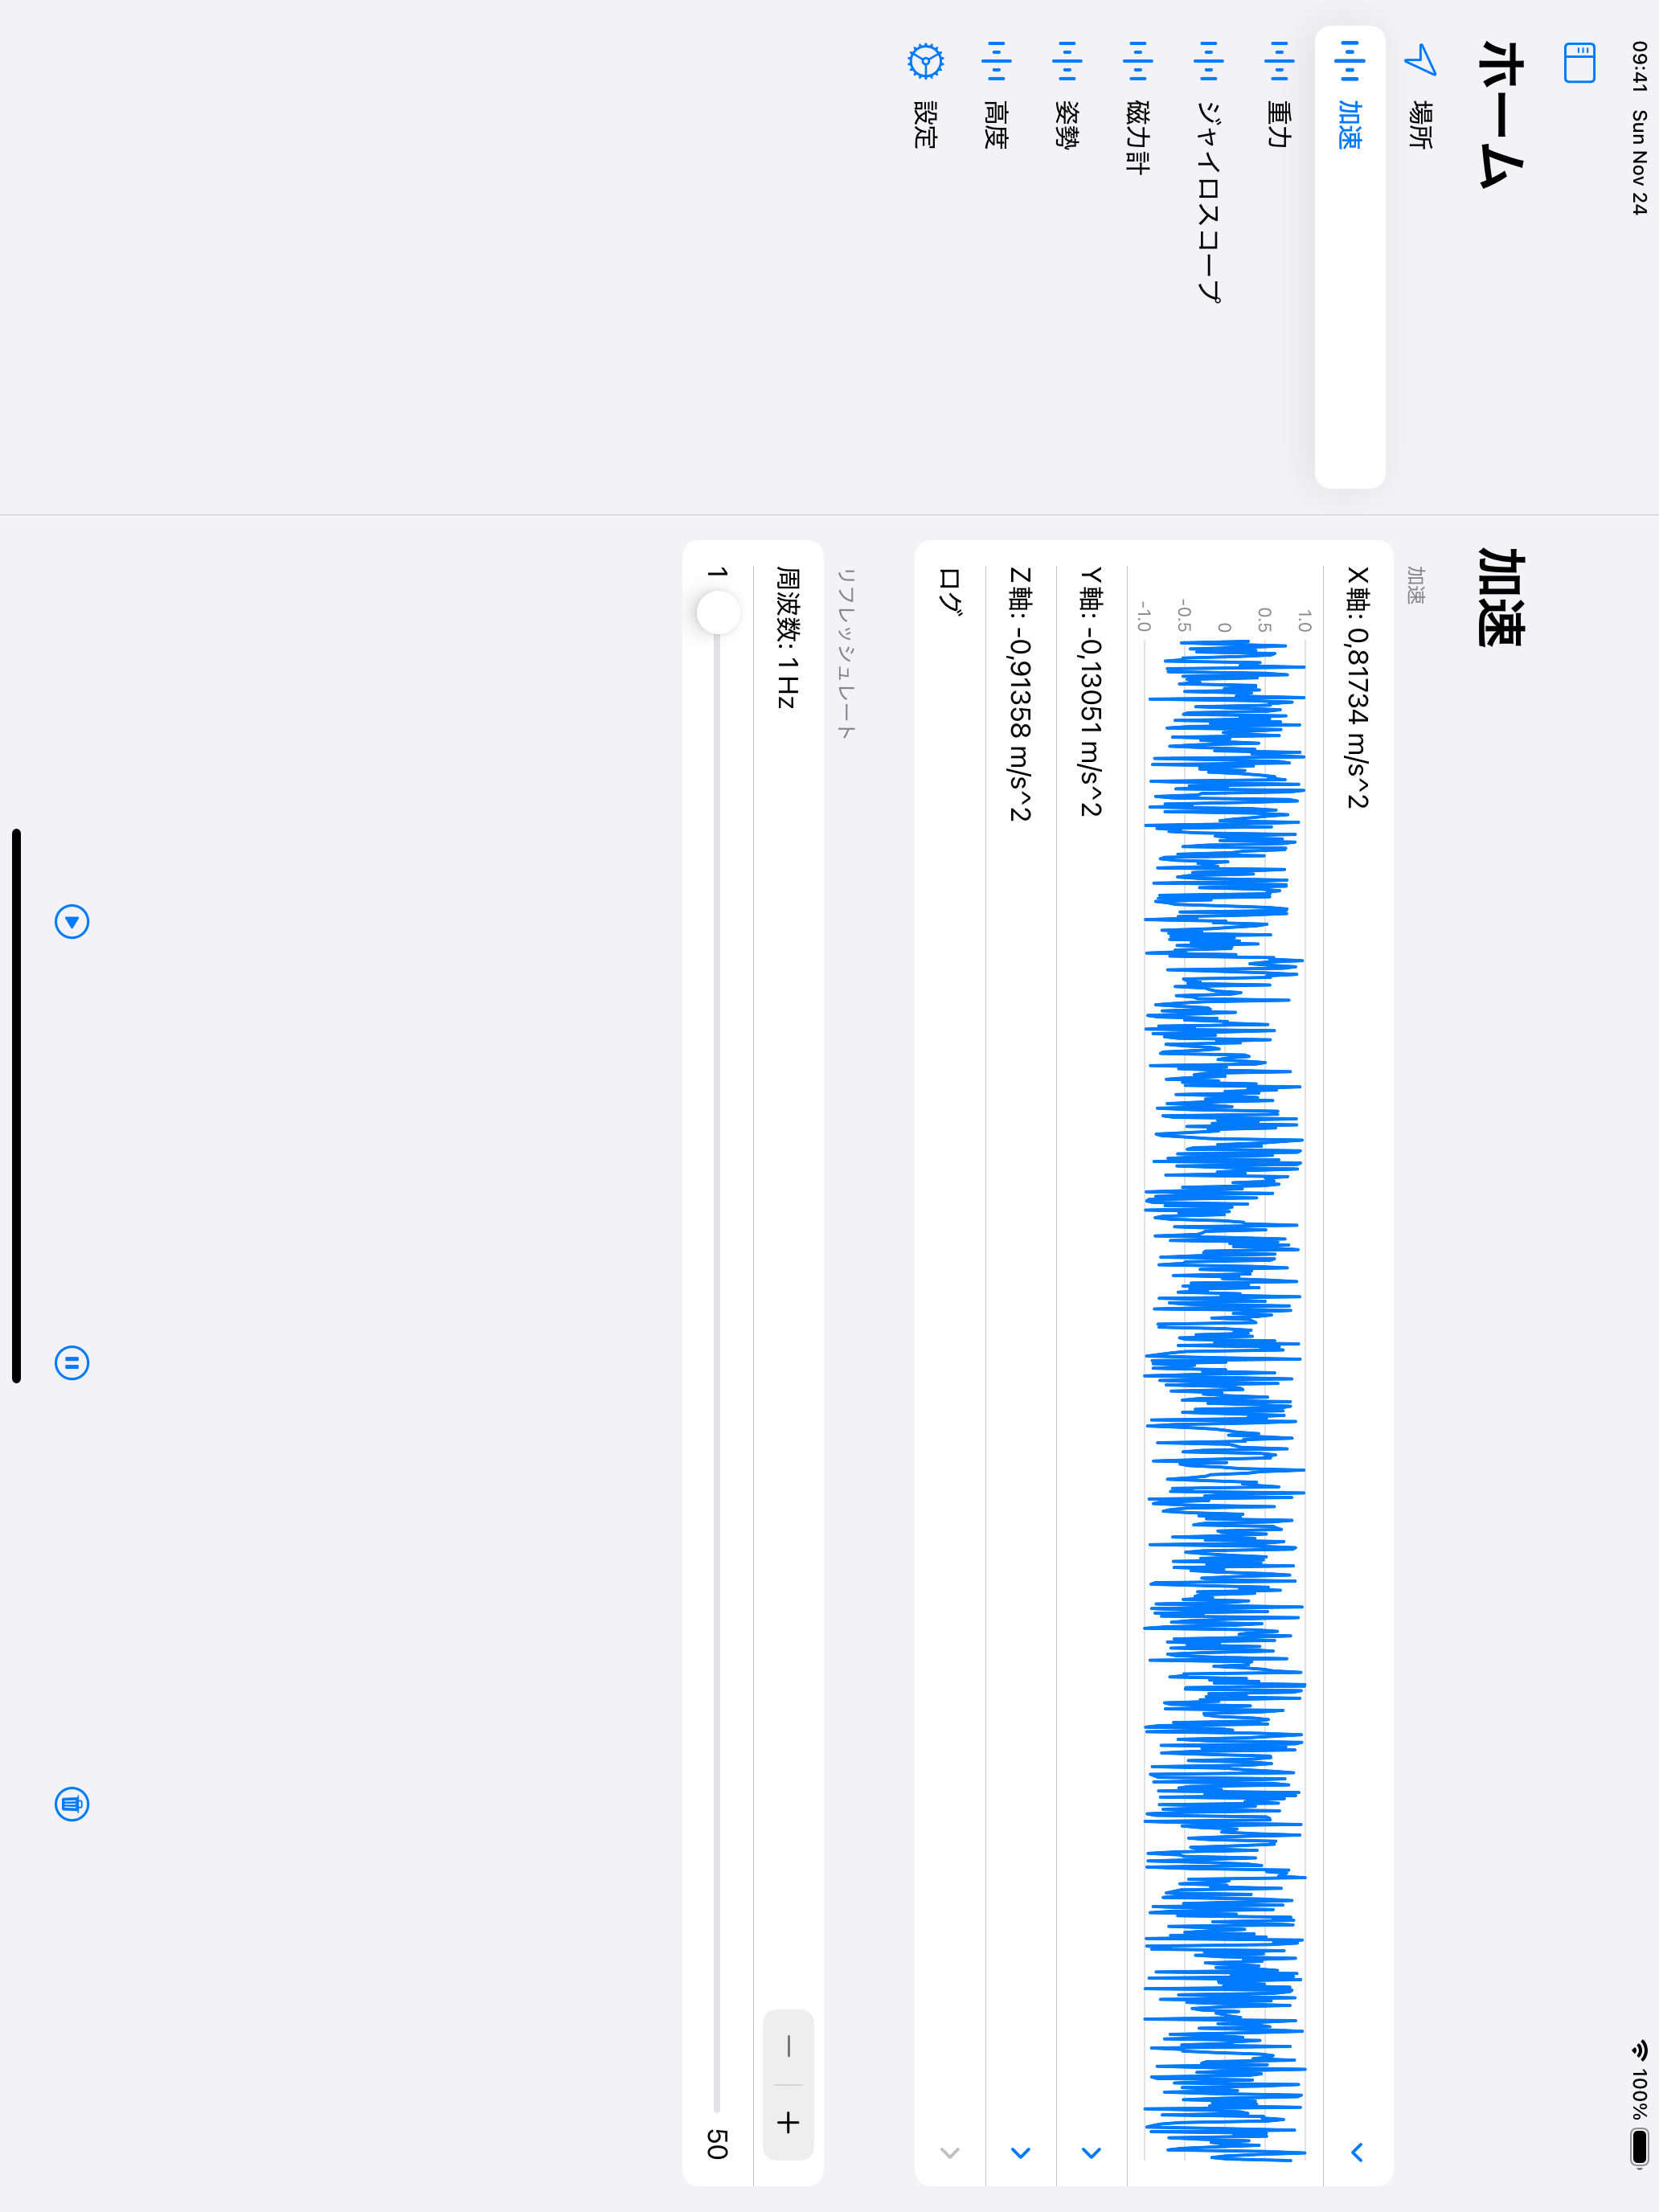 09:41 Sun Nov 24
100%
ホーム
場所
加速
重力
ジャイロスコープ
磁力計
姿勢
高度
設定
加速
加速
X 軸: 0,81734 m/s^2
1.0
0.5
0
-0.5
-1.0
Y 軸: -0,13051 m/s^2
Z 軸: -0,91358 m/s^2
ログ
リフレッシュレート
周波数: 1 Hz
1
50